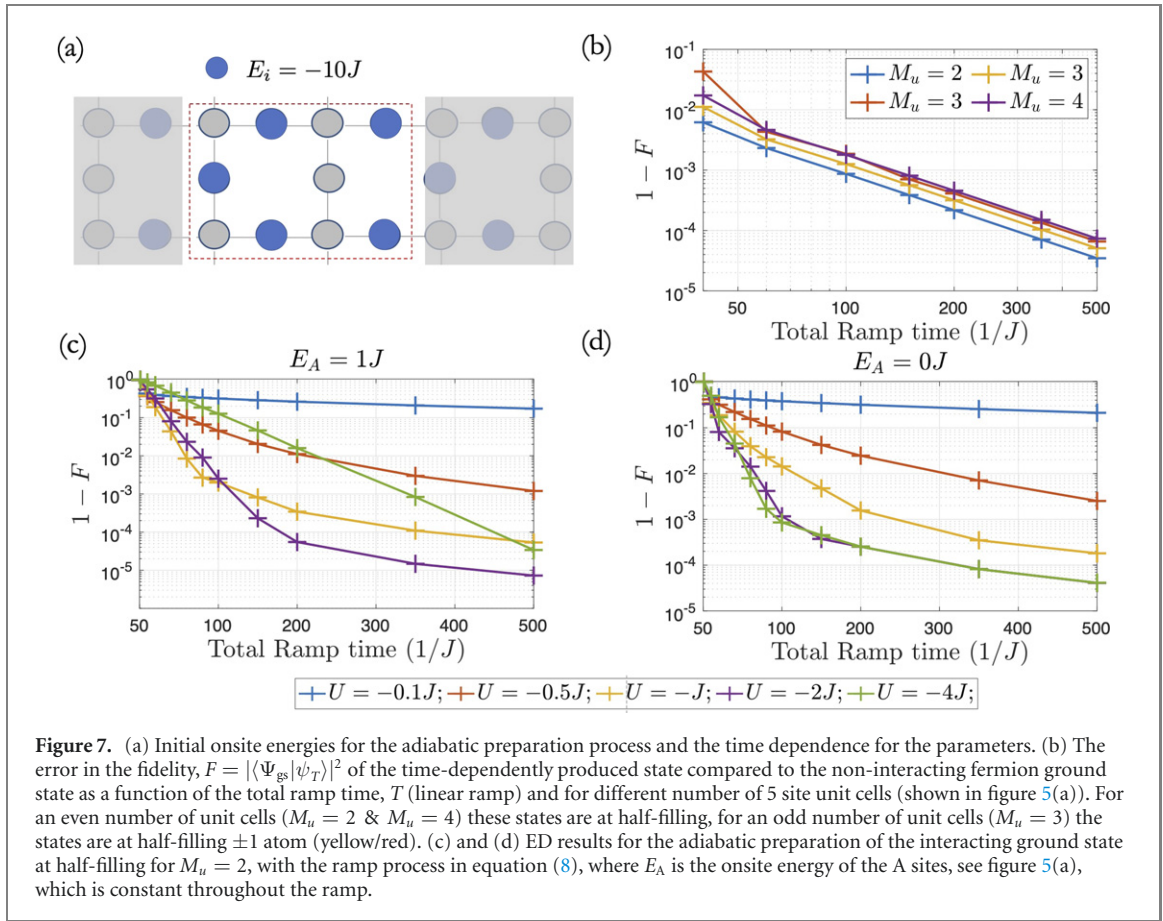 (a)
E_i = −10J
(b)
10^-1
10^-2
10^-3
10^-4
10^-5
1 − F
M_u = 2 M_u = 3
M_u = 3 M_u = 4
50 100 200 300 500
Total Ramp time (1/J)
(c)
E_A = 1J
10^0
10^-1
10^-2
10^-3
10^-4
10^-5
1 − F
50 100 200 300 400 500
Total Ramp time (1/J)
(d)
E_A = 0J
10^0
10^-1
10^-2
10^-3
10^-4
10^-5
1 − F
50 100 200 300 400 500
Total Ramp time (1/J)
U = −0.1J; U = −0.5J; U = −J; U = −2J; U = −4J;
Figure 7. (a) Initial onsite energies for the adiabatic preparation process and the time dependence for the parameters. (b) The
error in the fidelity, F = |⟨Ψ_gs|ψ_T⟩|^2 of the time-dependently produced state compared to the non-interacting fermion ground
state as a function of the total ramp time, T (linear ramp) and for different number of 5 site unit cells (shown in figure 5(a)). For
an even number of unit cells (M_u = 2 & M_u = 4) these states are at half-filling, for an odd number of unit cells (M_u = 3) the
states are at half-filling ±1 atom (yellow/red). (c) and (d) ED results for the adiabatic preparation of the interacting ground state
at half-filling for M_u = 2, with the ramp process in equation (8), where E_A is the onsite energy of the A sites, see figure 5(a),
which is constant throughout the ramp.